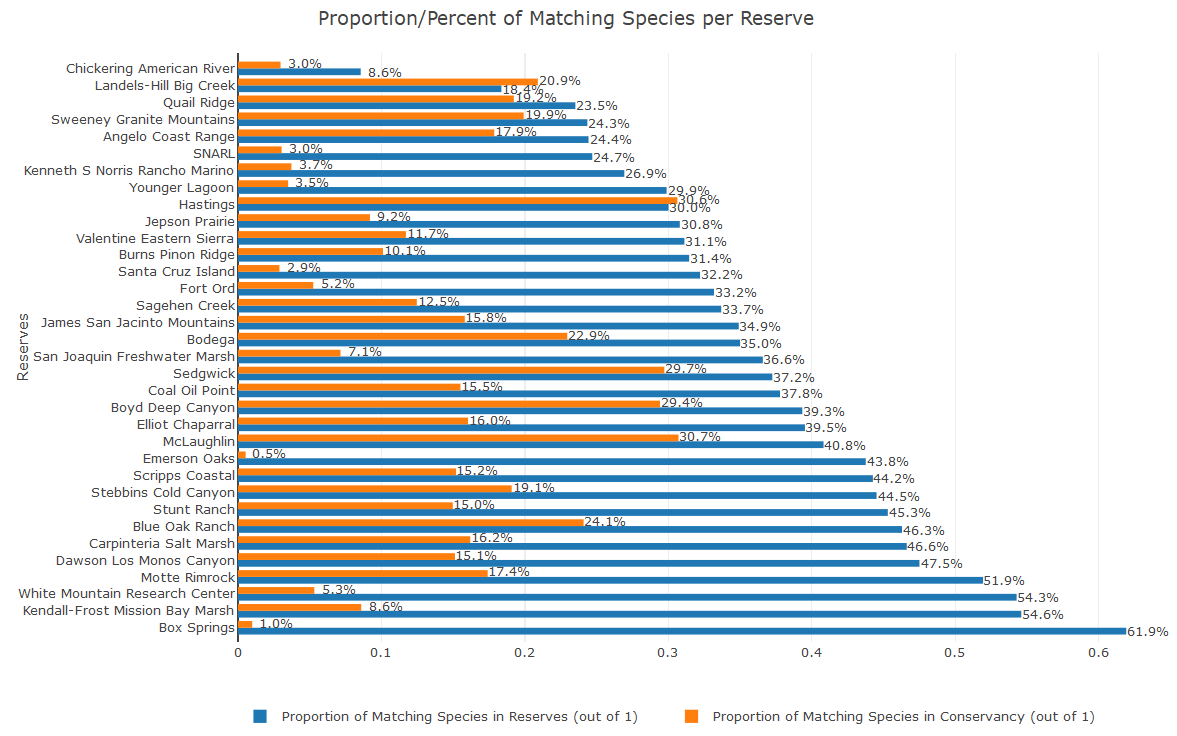 Proportion/Percent of Matching Species per Reserve
Reserves
Chickering American River 3.0% 8.6%
Landels-Hill Big Creek 20.9% 18.4%
Quail Ridge 19.2% 23.5%
Sweeney Granite Mountains 19.9% 24.3%
Angelo Coast Range 17.9% 24.4%
SNARL 3.0% 24.7%
Kenneth S Norris Rancho Marino 3.7% 26.9%
Younger Lagoon 3.5% 29.9%
Hastings 30.6% 30.0%
Jepson Prairie 9.2% 30.8%
Valentine Eastern Sierra 11.7% 31.1%
Burns Pinon Ridge 10.1% 31.4%
Santa Cruz Island 2.9% 32.2%
Fort Ord 5.2% 33.2%
Sagehen Creek 12.5% 33.7%
James San Jacinto Mountains 15.8% 34.9%
Bodega 22.9% 35.0%
San Joaquin Freshwater Marsh 7.1% 36.6%
Sedgwick 29.7% 37.2%
Coal Oil Point 15.5% 37.8%
Boyd Deep Canyon 29.4% 39.3%
Elliot Chaparral 16.0% 39.5%
McLaughlin 30.7% 40.8%
Emerson Oaks 0.5% 43.8%
Scripps Coastal 15.2% 44.2%
Stebbins Cold Canyon 19.1% 44.5%
Stunt Ranch 15.0% 45.3%
Blue Oak Ranch 24.1% 46.3%
Carpinteria Salt Marsh 16.2% 46.6%
Dawson Los Monos Canyon 15.1% 47.5%
Motte Rimrock 17.4% 51.9%
White Mountain Research Center 5.3% 54.3%
Kendall-Frost Mission Bay Marsh 8.6% 54.6%
Box Springs 1.0% 61.9%
0 0.1 0.2 0.3 0.4 0.5 0.6
Proportion of Matching Species in Reserves (out of 1) Proportion of Matching Species in Conservancy (out of 1)